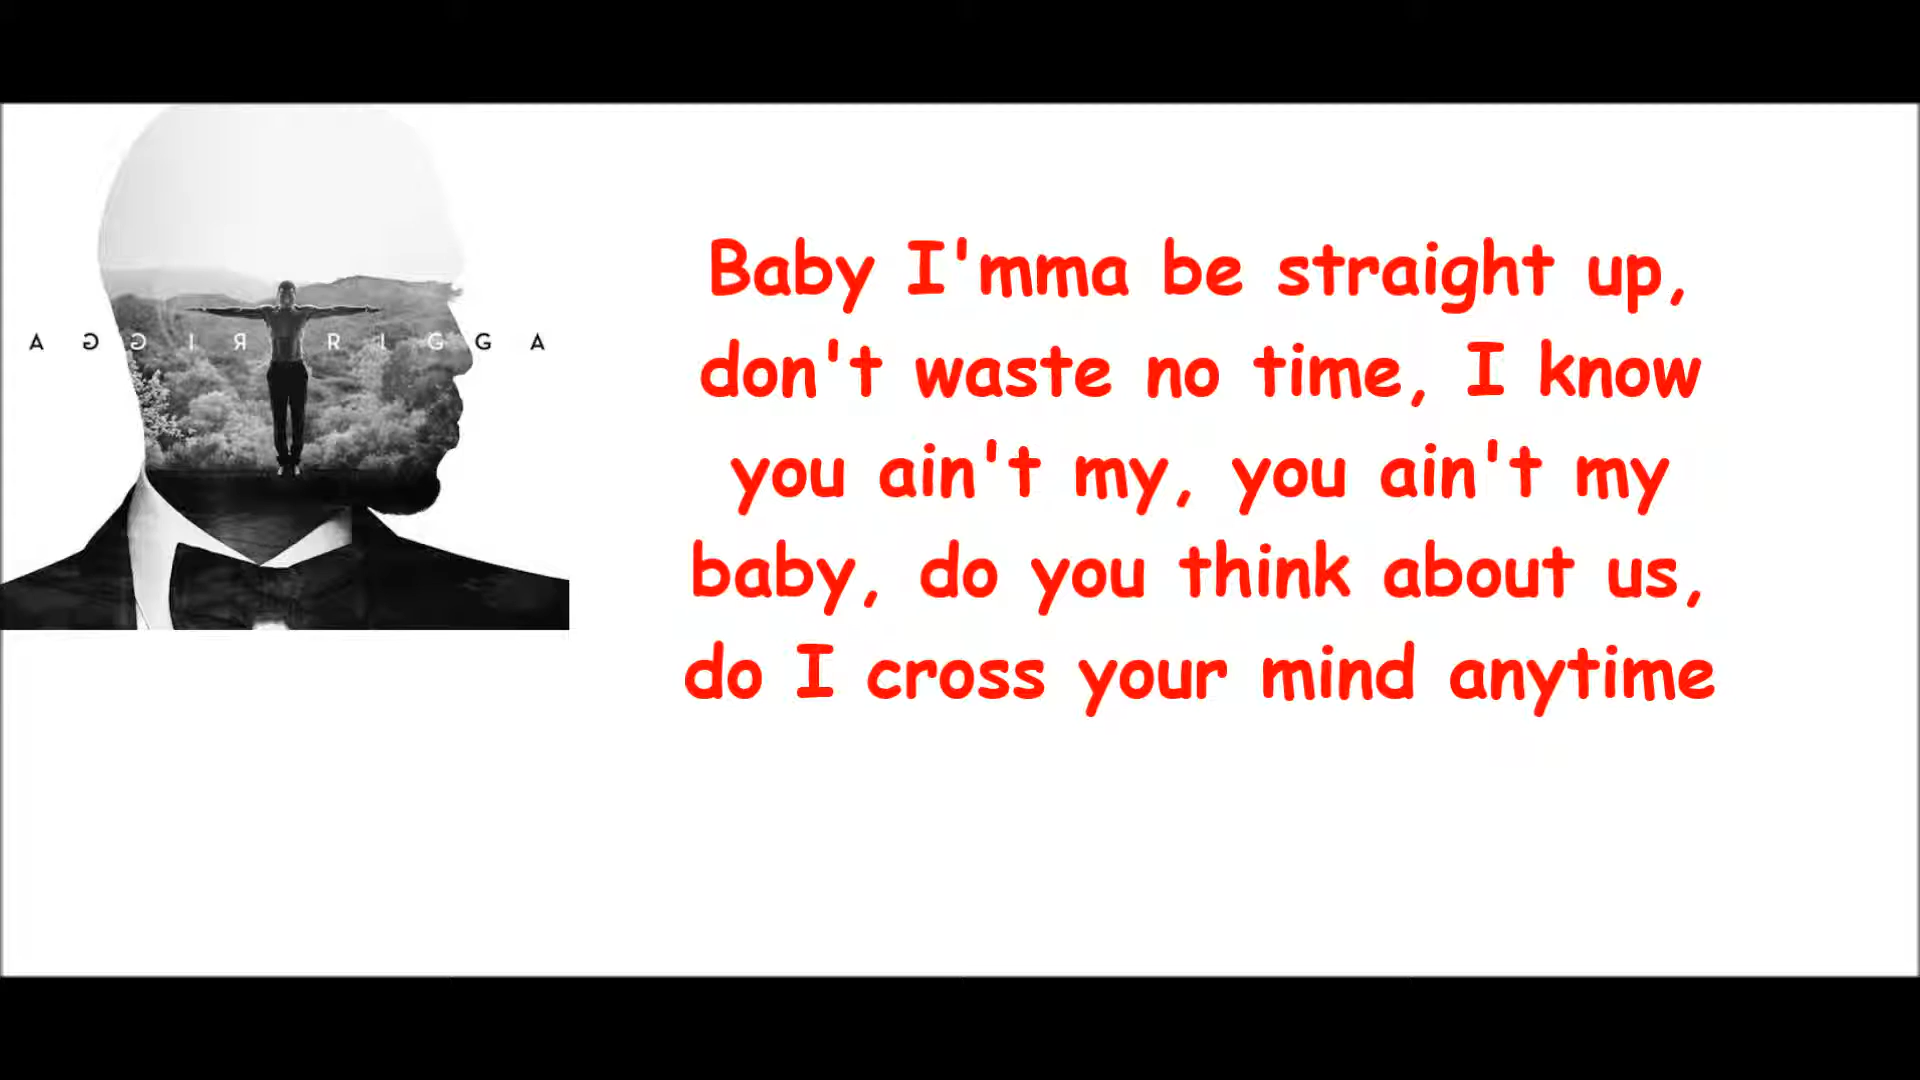 A G G I R R I G G A
Baby I'mma be straight up,
don't waste no time, I know
you ain't my, you ain't my
baby, do you think about us,
do I cross your mind anytime